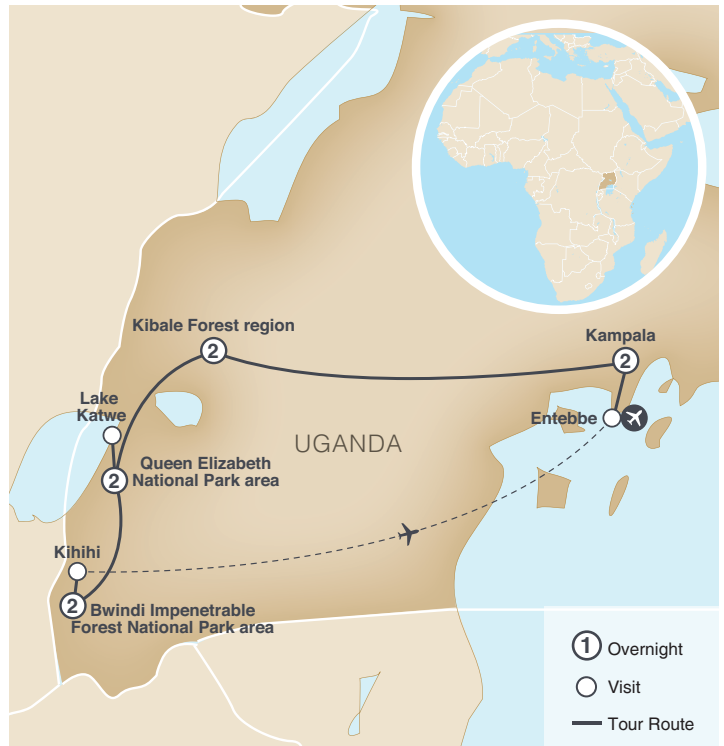 Kibale Forest region
2
Kampala
2
Lake
Katwe
Entebbe
UGANDA
Queen Elizabeth
National Park area
2
Kihihi
2
Bwindi Impenetrable
Forest National Park area
1 Overnight
Visit
Tour Route